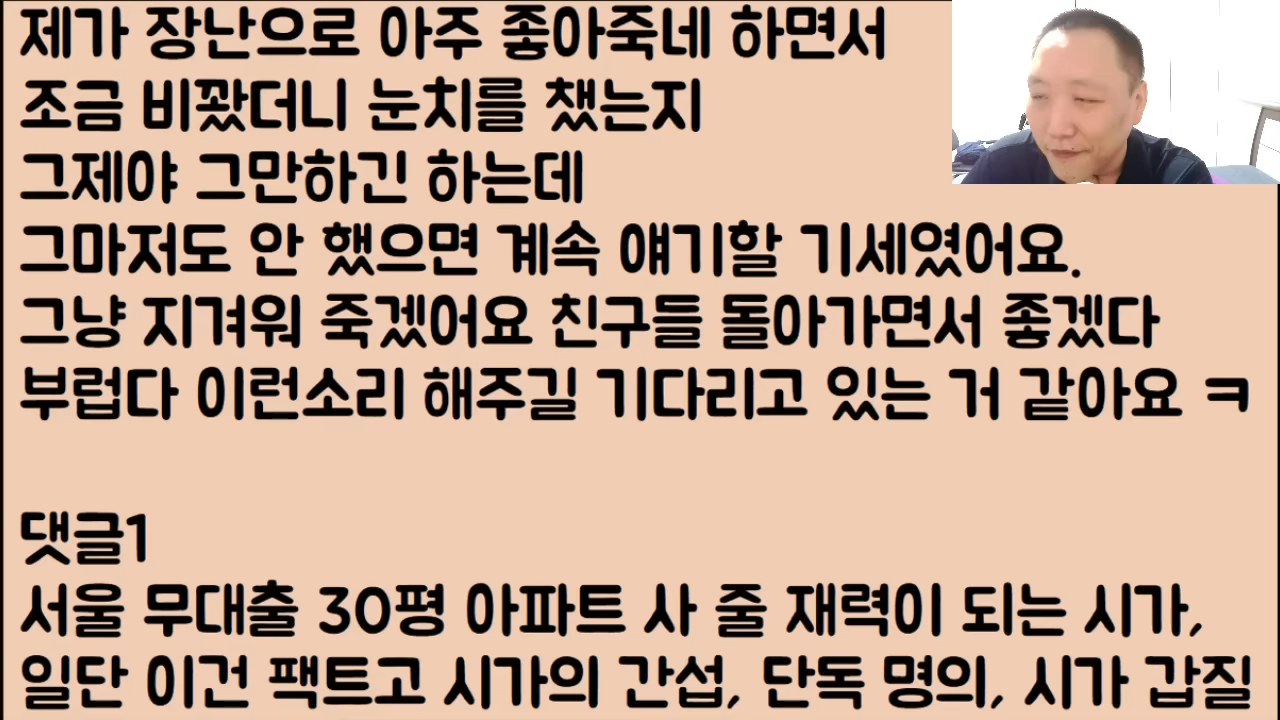 제가 장난으로 아주 좋아죽네 하면서
조금 비꽜더니 눈치를 챘는지
그제야 그만하긴 하는데
그마저도 안 했으면 계속 얘기할 기세였어요.
그냥 지겨워 죽겠어요 친구들 돌아가면서 좋겠다
부럽다 이런소리 해주길 기다리고 있는 거 같아요 ㅋ
댓글1
서울 무대출 30평 아파트 사 줄 재력이 되는 시가,
일단 이건 팩트고 시가의 간섭, 단독 명의, 시가 갑질